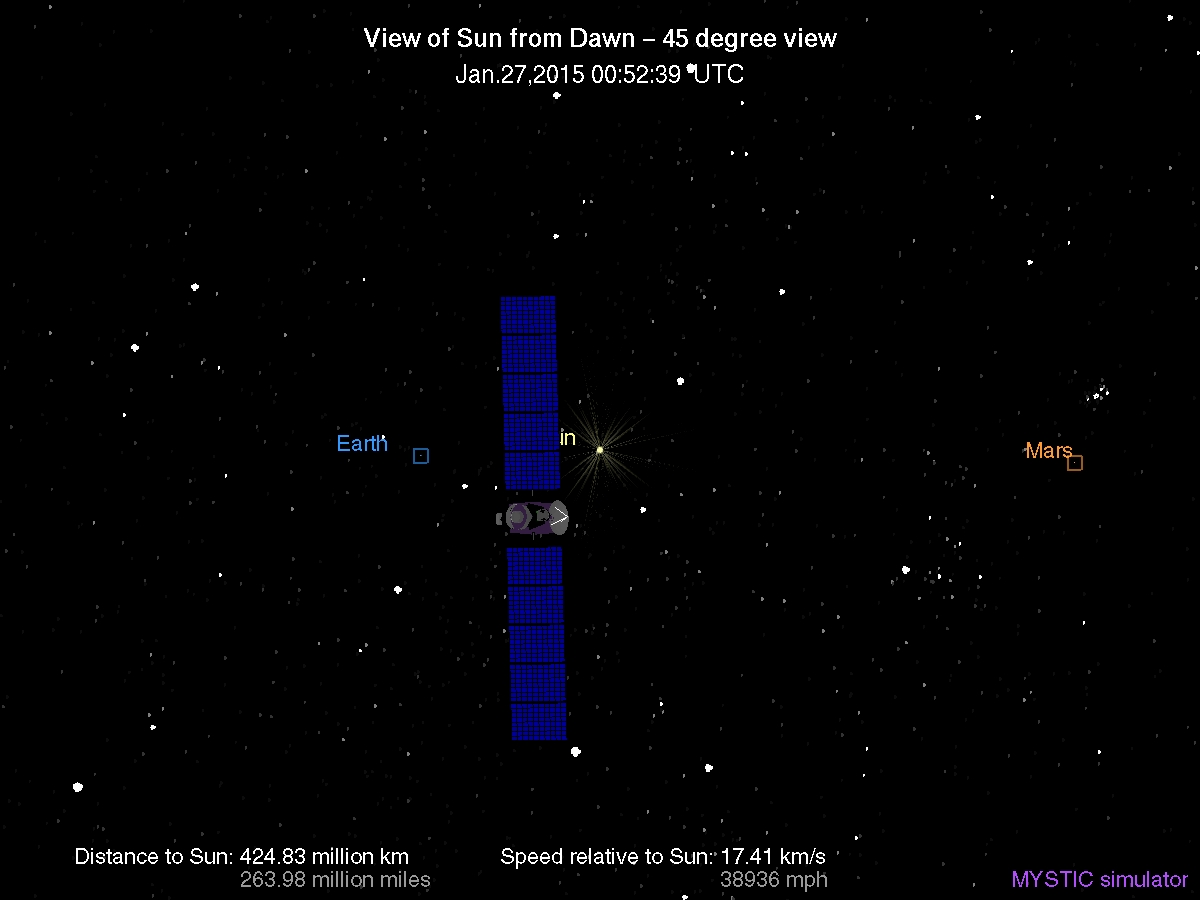 View of Sun from Dawn – 45 degree view
Jan.27,2015 00:52:39 UTC
Earth
in
Mars
Distance to Sun: 424.83 million km
263.98 million miles
Speed relative to Sun: 17.41 km/s
38936 mph
MYSTIC simulator